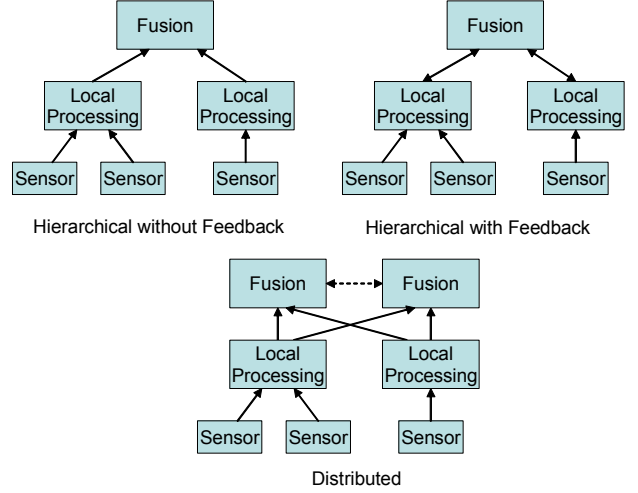 Fusion
Local
Processing
Local
Processing
Sensor
Sensor
Sensor
Hierarchical without Feedback
Fusion
Local
Processing
Local
Processing
Sensor
Sensor
Sensor
Hierarchical with Feedback
Fusion
Fusion
Local
Processing
Local
Processing
Sensor
Sensor
Sensor
Distributed